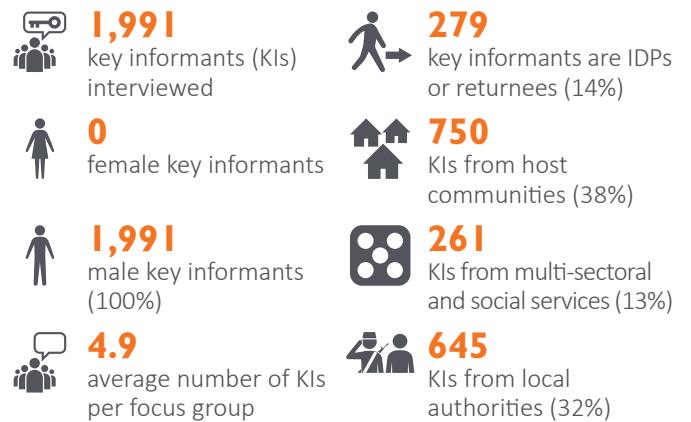 1,991
key informants (KIs)
interviewed
279
key informants are IDPs
or returnees (14%)
0
female key informants
750
KIs from host
communities (38%)
1,991
male key informants
(100%)
261
KIs from multi-sectoral
and social services (13%)
4.9
average number of KIs
per focus group
645
KIs from local
authorities (32%)